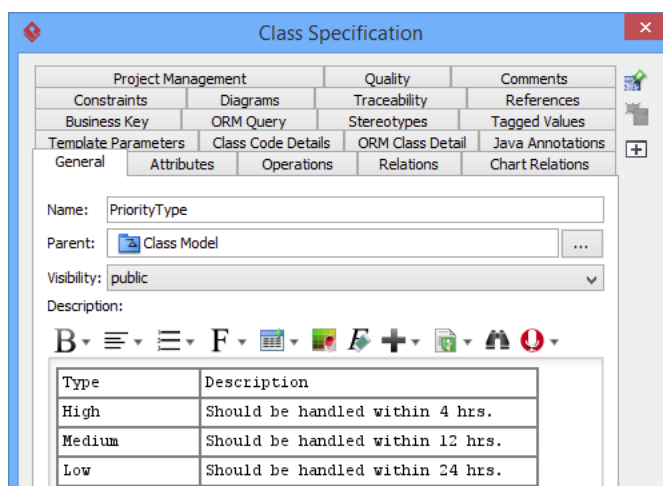 Class Specification
Project Management Quality Comments
Constraints Diagrams Traceability References
Business Key ORM Query Stereotypes Tagged Values
Template Parameters Class Code Details ORM Class Detail Java Annotations
General Attributes Operations Relations Chart Relations
Name: PriorityType
Parent: Class Model ...
Visibility: public
Description:
B F F
Type Description
High Should be handled within 4 hrs.
Medium Should be handled within 12 hrs.
Low Should be handled within 24 hrs.